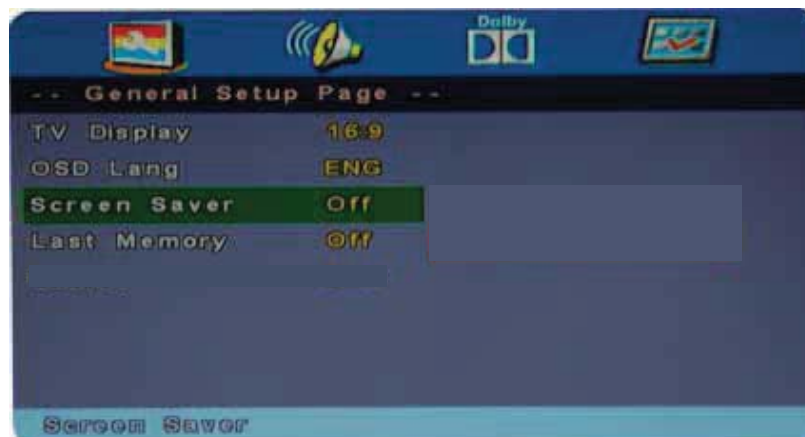 Dolby
-- General Setup Page --
TV Display 16:9
OSD Lang ENG
Screen Saver Off
Last Memory Off
Screen Saver